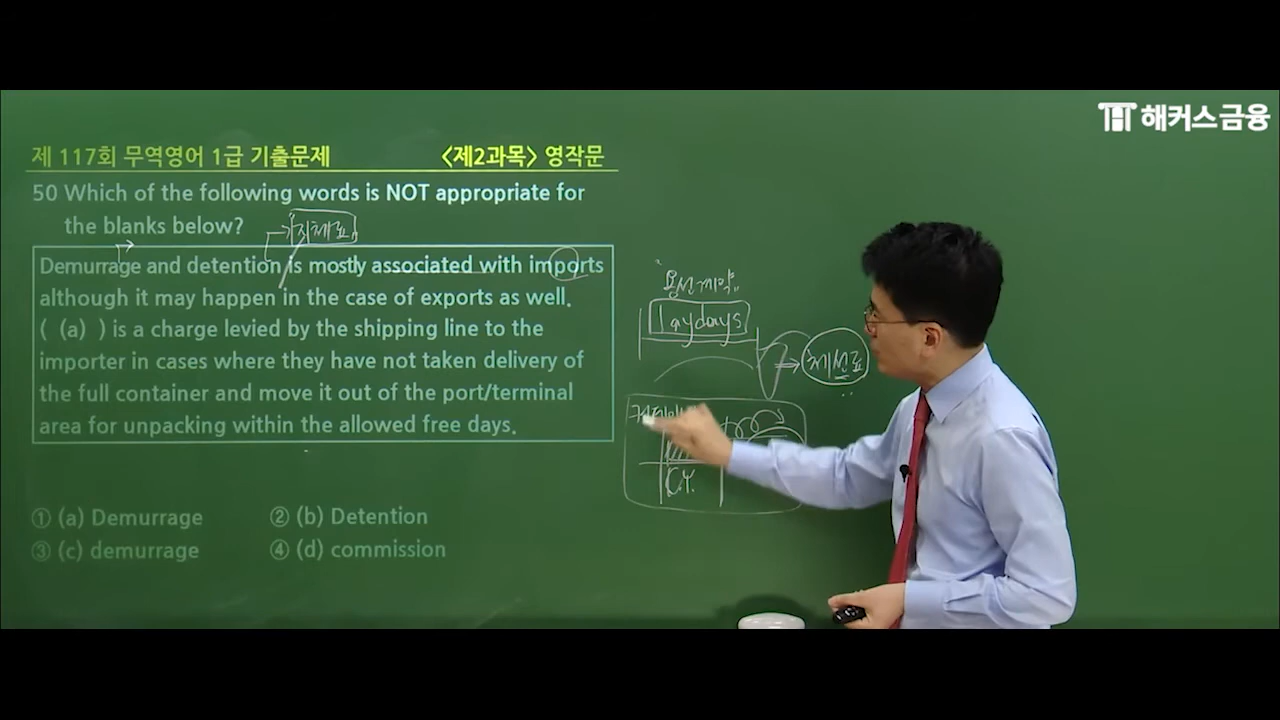 해커스금융
제 117회 무역영어 1급 기출문제 <제2과목> 영작문
50 Which of the following words is NOT appropriate for
the blanks below?
Demurrage and detention is mostly associated with imports
although it may happen in the case of exports as well.
( (a) ) is a charge levied by the shipping line to the
importer in cases where they have not taken delivery of
the full container and move it out of the port/terminal
area for unpacking within the allowed free days.
① (a) Demurrage ② (b) Detention
③ (c) demurrage ④ (d) commission
용선계약
laydays
체선료
C.Y.